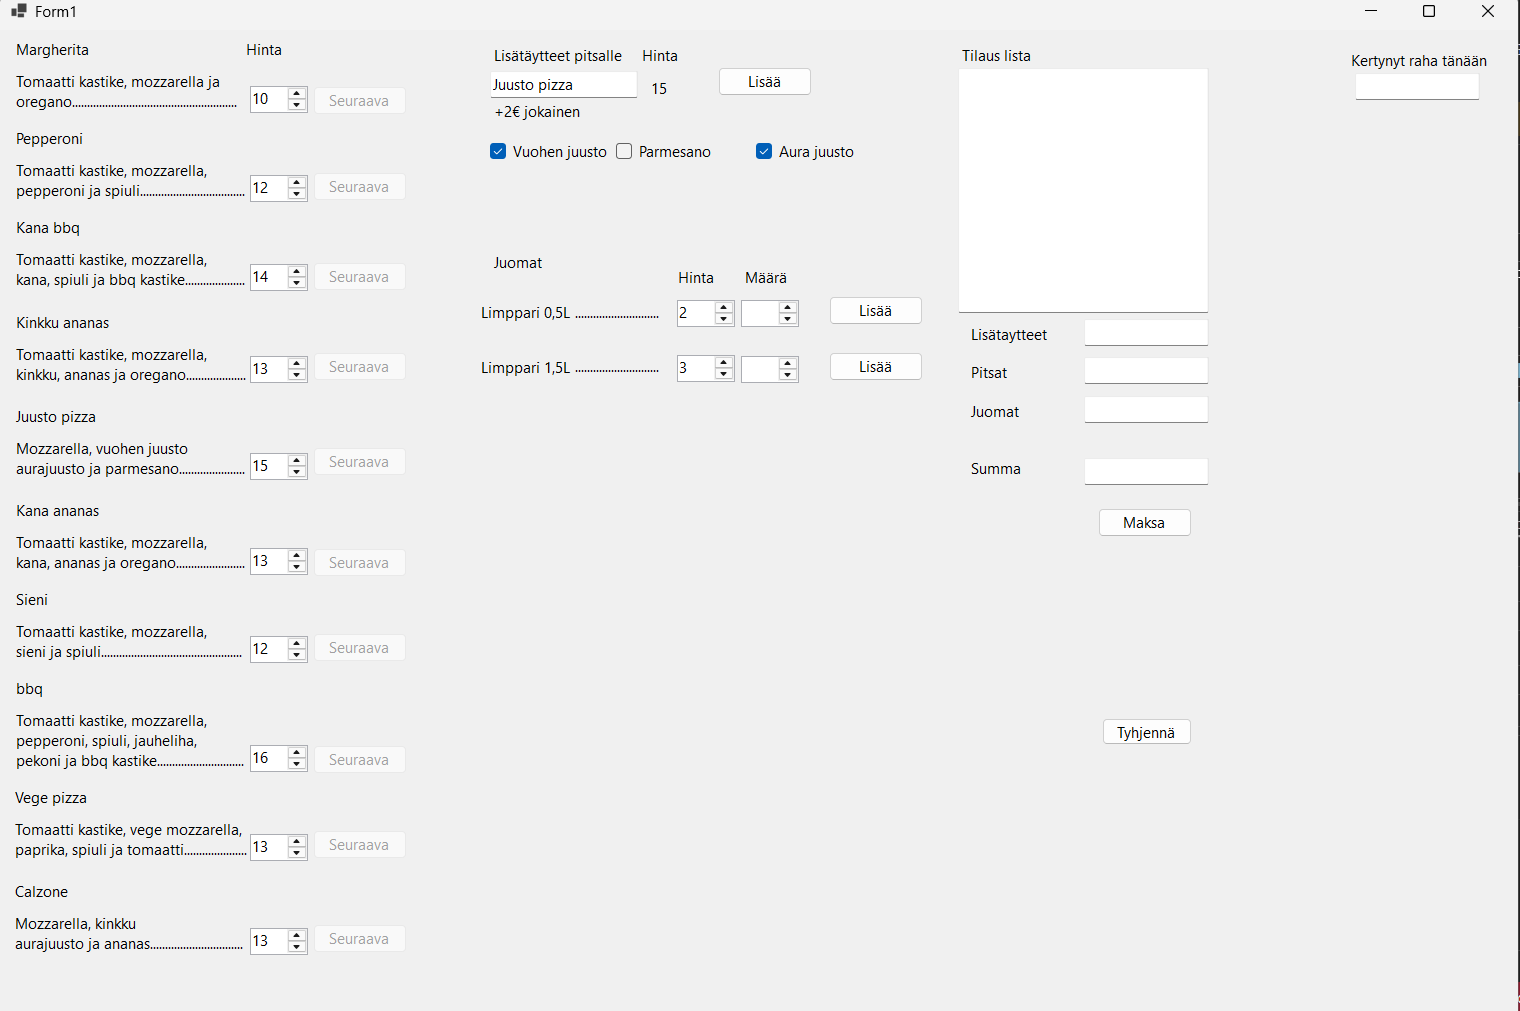 Form1
Margherita Hinta
Tomaatti kastike, mozzarella ja
oregano....................................................... 10 Seuraava
Pepperoni
Tomaatti kastike, mozzarella,
pepperoni ja spiuli................................... 12 Seuraava
Kana bbq
Tomaatti kastike, mozzarella,
kana, spiuli ja bbq kastike.................... 14 Seuraava
Kinkku ananas
Tomaatti kastike, mozzarella,
kinkku, ananas ja oregano.................... 13 Seuraava
Juusto pizza
Mozzarella, vuohen juusto
aurajuusto ja parmesano...................... 15 Seuraava
Kana ananas
Tomaatti kastike, mozzarella,
kana, ananas ja oregano....................... 13 Seuraava
Sieni
Tomaatti kastike, mozzarella,
sieni ja spiuli............................................... 12 Seuraava
bbq
Tomaatti kastike, mozzarella,
pepperoni, spiuli, jauheliha,
pekoni ja bbq kastike............................. 16 Seuraava
Vege pizza
Tomaatti kastike, vege mozzarella,
paprika, spiuli ja tomaatti..................... 13 Seuraava
Calzone
Mozzarella, kinkku
aurajuusto ja ananas............................... 13 Seuraava
Lisätäytteet pitsalle Hinta
Juusto pizza 15 Lisää
+2€ jokainen
Vuohen juusto Parmesano Aura juusto
Juomat
Hinta Määrä
Limppari 0,5L ............................ 2 Lisää
Limppari 1,5L ............................ 3 Lisää
Tilaus lista
Lisätaytteet
Pitsat
Juomat
Summa
Maksa
Tyhjennä
Kertynyt raha tänään